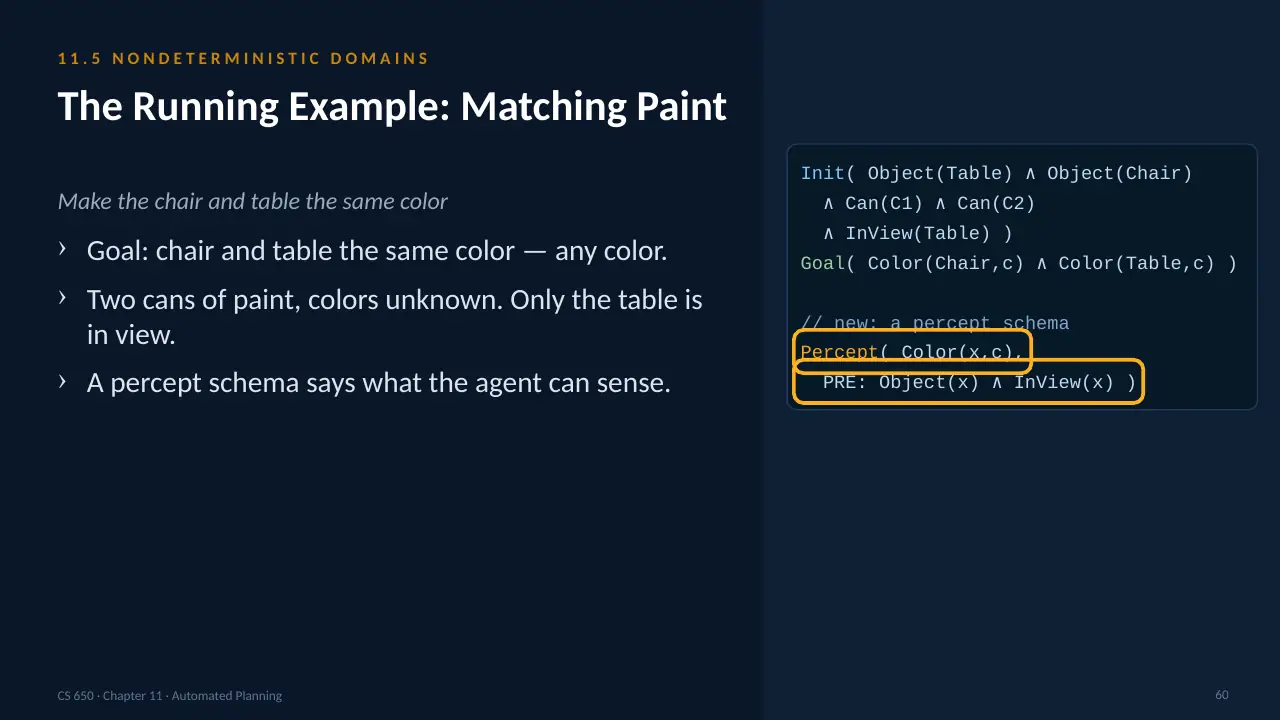 11.5 NONDETERMINISTIC DOMAINS
The Running Example: Matching Paint
Make the chair and table the same color
› Goal: chair and table the same color — any color.
› Two cans of paint, colors unknown. Only the table is
in view.
› A percept schema says what the agent can sense.
Init( Object(Table) ∧ Object(Chair)
∧ Can(C1) ∧ Can(C2)
∧ InView(Table) )
Goal( Color(Chair,c) ∧ Color(Table,c) )
// new: a percept schema
Percept( Color(x,c),
PRE: Object(x) ∧ InView(x) )
CS 650 · Chapter 11 · Automated Planning
60